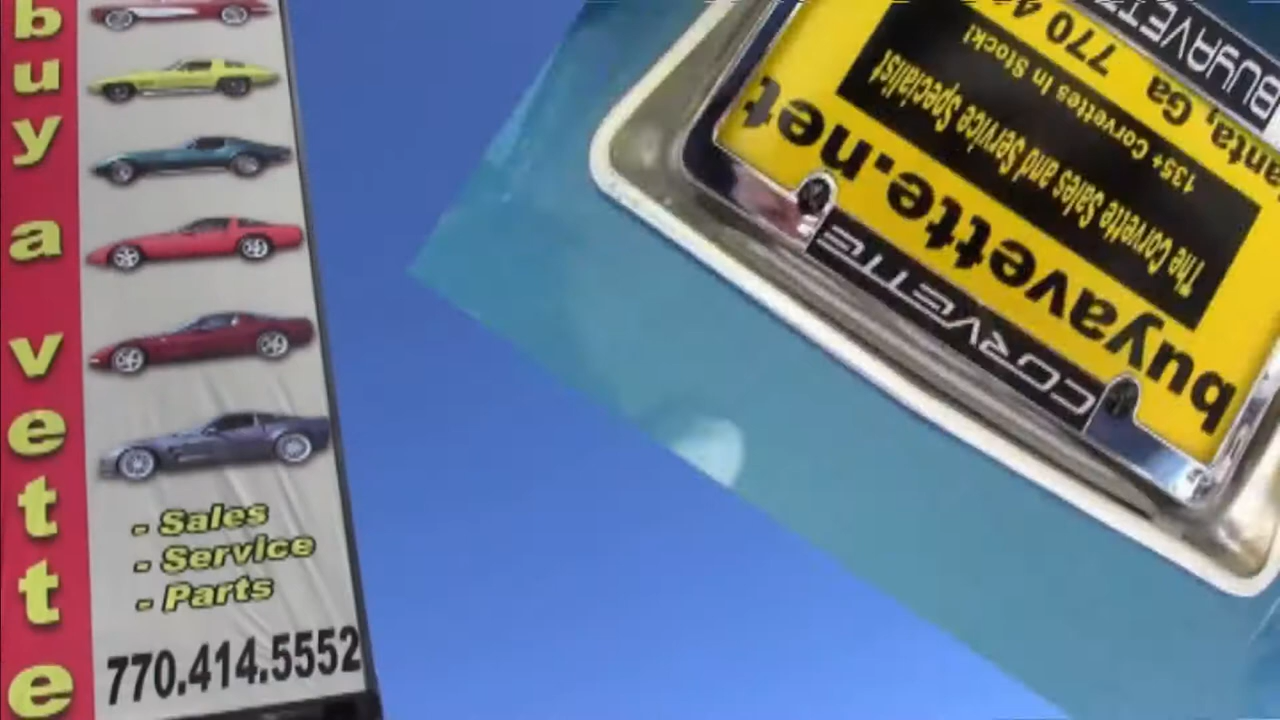 buy a vette
- Sales
- Service
- Parts
770.414.5552
buyavette.net
The Corvette Sales and Service Specialist
135+ Corvettes In Stock!
anta, Ga 770 4
CORVETTE
BUYAVETTE